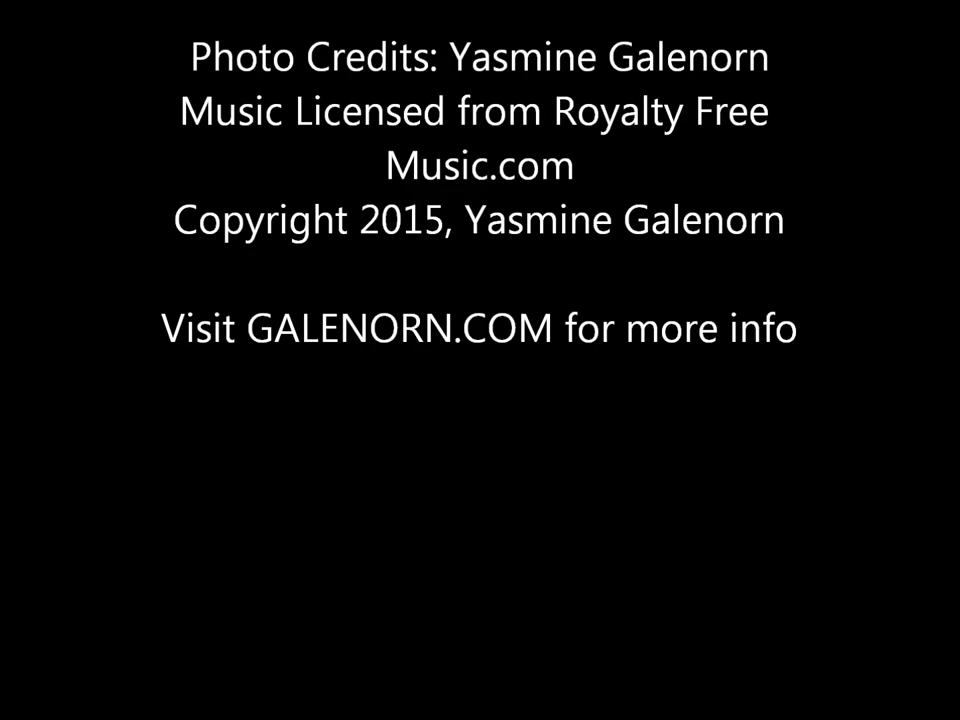 Photo Credits: Yasmine Galenorn
Music Licensed from Royalty Free
Music.com
Copyright 2015, Yasmine Galenorn
Visit GALENORN.COM for more info